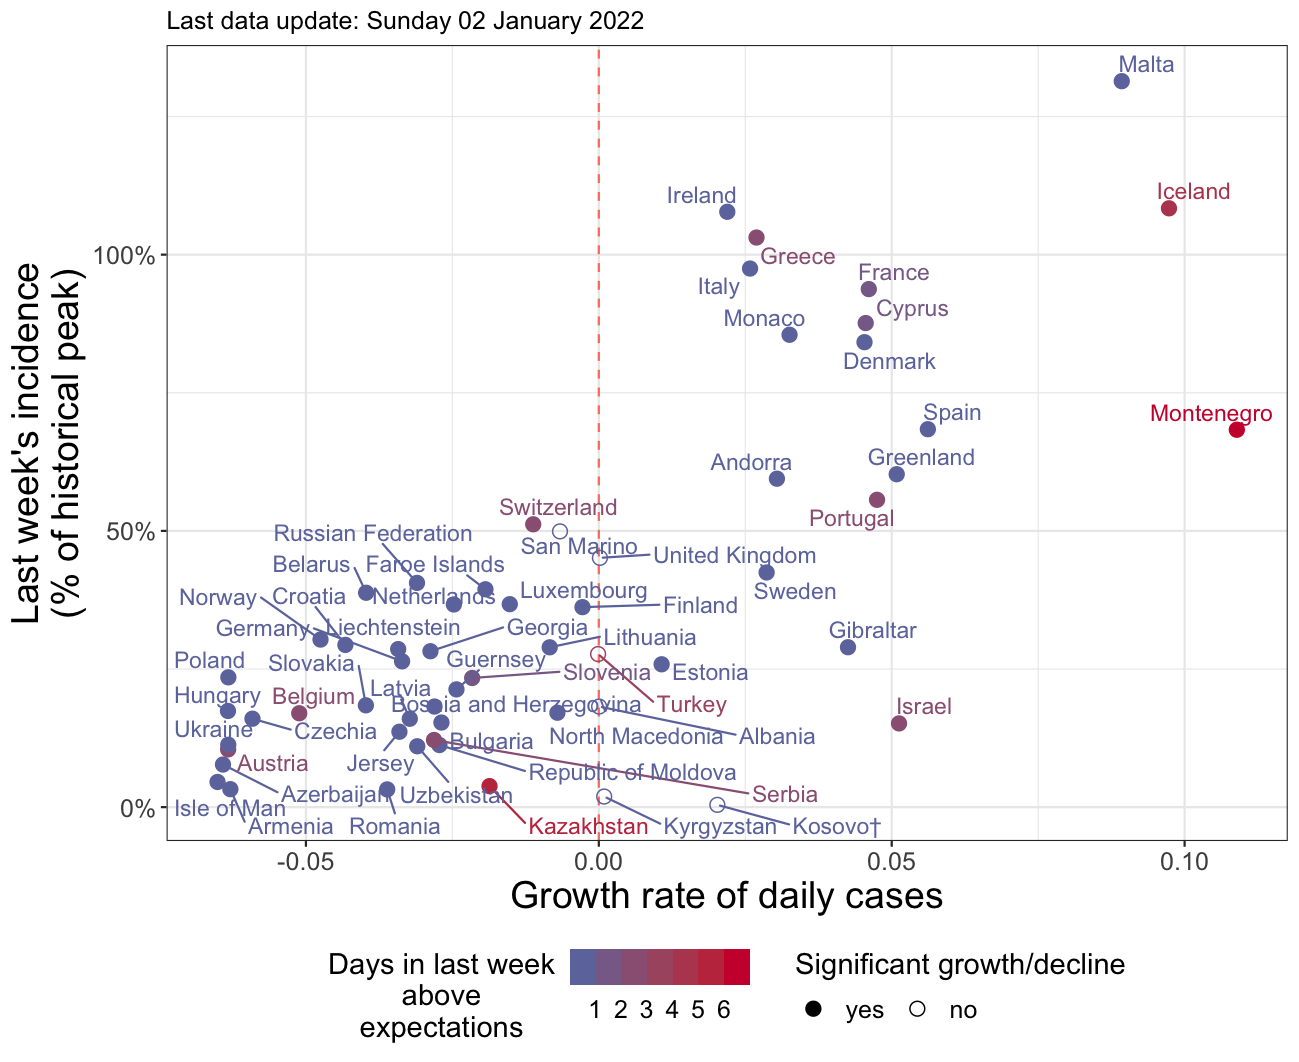 Last data update: Sunday 02 January 2022
Last week's incidence
(% of historical peak)
100%
50%
0%
Malta
Ireland
Iceland
Greece
Italy
France
Monaco
Cyprus
Denmark
Spain
Montenegro
Andorra
Greenland
Switzerland
Portugal
Russian Federation
San Marino
United Kingdom
Belarus
Faroe Islands
Sweden
Norway
Croatia
Netherlands
Luxembourg
Finland
Germany
Liechtenstein
Georgia
Lithuania
Gibraltar
Poland
Slovakia
Guernsey
Slovenia
Estonia
Hungary
Belgium
Latvia
Bosnia and Herzegovina
Turkey
Israel
Ukraine
Czechia
Bulgaria
North Macedonia
Albania
Austria
Jersey
Republic of Moldova
Azerbaijan
Uzbekistan
Serbia
Isle of Man
Armenia
Romania
Kazakhstan
Kyrgyzstan
Kosovo†
-0.05
0.00
0.05
0.10
Growth rate of daily cases
Days in last week
above
expectations
1 2 3 4 5 6
Significant growth/decline
yes
no